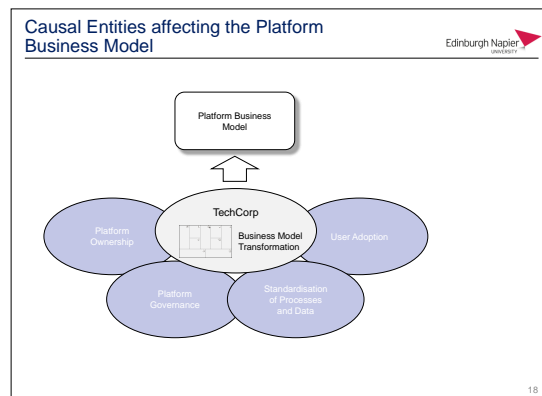 Causal Entities affecting the Platform
Business Model
Edinburgh Napier
UNIVERSITY
Platform Business
Model
TechCorp
Business Model
Transformation
Platform
Ownership
User Adoption
Platform
Governance
Standardisation
of Processes
and Data
18